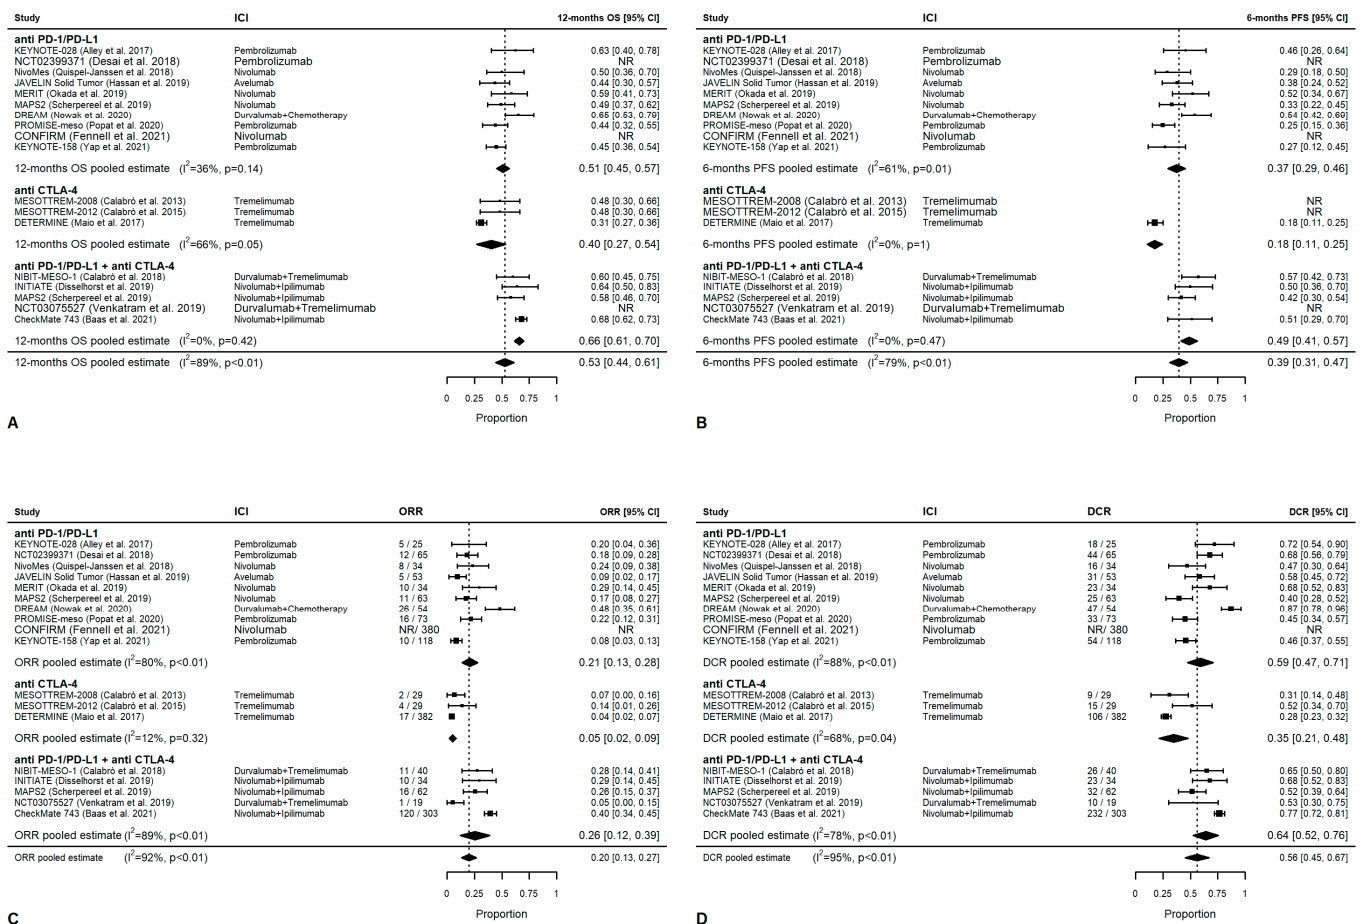 Study ICI 12-months OS [95% CI]
anti PD-1/PD-L1
KEYNOTE-028 (Alley et al. 2017) Pembrolizumab 0.63 [0.40, 0.78]
NCT02399371 (Desai et al. 2018) Pembrolizumab NR
NivoMes (Quispel-Janssen et al. 2018) Nivolumab 0.50 [0.36, 0.70]
JAVELIN Solid Tumor (Hassan et al. 2019) Avelumab 0.44 [0.30, 0.57]
MERIT (Okada et al. 2019) Nivolumab 0.59 [0.41, 0.73]
MAPS2 (Scherpereel et al. 2019) Nivolumab 0.49 [0.37, 0.62]
DREAM (Nowak et al. 2020) Durvalumab+Chemotherapy 0.65 [0.53, 0.79]
PROMISE-meso (Popat et al. 2020) Pembrolizumab 0.44 [0.32, 0.55]
CONFIRM (Fennell et al. 2021) Nivolumab NR
KEYNOTE-158 (Yap et al. 2021) Pembrolizumab 0.45 [0.36, 0.54]
12-months OS pooled estimate (I²=36%, p=0.14) 0.51 [0.45, 0.57]
anti CTLA-4
MESOTTREM-2008 (Calabrò et al. 2013) Tremelimumab 0.48 [0.30, 0.66]
MESOTTREM-2012 (Calabrò et al. 2015) Tremelimumab 0.48 [0.30, 0.66]
DETERMINE (Maio et al. 2017) Tremelimumab 0.31 [0.27, 0.36]
12-months OS pooled estimate (I²=66%, p=0.05) 0.40 [0.27, 0.54]
anti PD-1/PD-L1 + anti CTLA-4
NIBIT-MESO-1 (Calabrò et al. 2018) Durvalumab+Tremelimumab 0.60 [0.45, 0.75]
INITIATE (Disselhorst et al. 2019) Nivolumab+Ipilimumab 0.64 [0.50, 0.83]
MAPS2 (Scherpereel et al. 2019) Nivolumab+Ipilimumab 0.58 [0.46, 0.70]
NCT03075527 (Venkatram et al. 2019) Durvalumab+Tremelimumab NR
CheckMate 743 (Baas et al. 2021) Nivolumab+Ipilimumab 0.68 [0.62, 0.73]
12-months OS pooled estimate (I²=0%, p=0.42) 0.66 [0.61, 0.70]
12-months OS pooled estimate (I²=89%, p<0.01) 0.53 [0.44, 0.61]
0 0.25 0.5 0.75 1
Proportion
A
Study ICI 6-months PFS [95% CI]
anti PD-1/PD-L1
KEYNOTE-028 (Alley et al. 2017) Pembrolizumab 0.46 [0.26, 0.64]
NCT02399371 (Desai et al. 2018) Pembrolizumab NR
NivoMes (Quispel-Janssen et al. 2018) Nivolumab 0.29 [0.18, 0.50]
JAVELIN Solid Tumor (Hassan et al. 2019) Avelumab 0.38 [0.24, 0.52]
MERIT (Okada et al. 2019) Nivolumab 0.52 [0.34, 0.67]
MAPS2 (Scherpereel et al. 2019) Nivolumab 0.33 [0.22, 0.45]
DREAM (Nowak et al. 2020) Durvalumab+Chemotherapy 0.54 [0.42, 0.69]
PROMISE-meso (Popat et al. 2020) Pembrolizumab 0.25 [0.15, 0.36]
CONFIRM (Fennell et al. 2021) Nivolumab NR
KEYNOTE-158 (Yap et al. 2021) Pembrolizumab 0.27 [0.12, 0.45]
6-months PFS pooled estimate (I²=61%, p=0.01) 0.37 [0.29, 0.46]
anti CTLA-4
MESOTTREM-2008 (Calabrò et al. 2013) Tremelimumab NR
MESOTTREM-2012 (Calabrò et al. 2015) Tremelimumab NR
DETERMINE (Maio et al. 2017) Tremelimumab 0.18 [0.11, 0.25]
6-months PFS pooled estimate (I²=0%, p=1) 0.18 [0.11, 0.25]
anti PD-1/PD-L1 + anti CTLA-4
NIBIT-MESO-1 (Calabrò et al. 2018) Durvalumab+Tremelimumab 0.57 [0.42, 0.73]
INITIATE (Disselhorst et al. 2019) Nivolumab+Ipilimumab 0.50 [0.36, 0.70]
MAPS2 (Scherpereel et al. 2019) Nivolumab+Ipilimumab 0.42 [0.30, 0.54]
NCT03075527 (Venkatram et al. 2019) Durvalumab+Tremelimumab NR
CheckMate 743 (Baas et al. 2021) Nivolumab+Ipilimumab 0.51 [0.29, 0.70]
6-months PFS pooled estimate (I²=0%, p=0.47) 0.49 [0.41, 0.57]
6-months PFS pooled estimate (I²=79%, p<0.01) 0.39 [0.31, 0.47]
0 0.25 0.5 0.75 1
Proportion
B
Study ICI ORR ORR [95% CI]
anti PD-1/PD-L1
KEYNOTE-028 (Alley et al. 2017) Pembrolizumab 5 / 25 0.20 [0.04, 0.36]
NCT02399371 (Desai et al. 2018) Pembrolizumab 12 / 65 0.18 [0.09, 0.28]
NivoMes (Quispel-Janssen et al. 2018) Nivolumab 8 / 34 0.24 [0.09, 0.38]
JAVELIN Solid Tumor (Hassan et al. 2019) Avelumab 5 / 53 0.09 [0.02, 0.17]
MERIT (Okada et al. 2019) Nivolumab 10 / 34 0.29 [0.14, 0.45]
MAPS2 (Scherpereel et al. 2019) Nivolumab 11 / 63 0.17 [0.08, 0.27]
DREAM (Nowak et al. 2020) Durvalumab+Chemotherapy 26 / 54 0.48 [0.35, 0.61]
PROMISE-meso (Popat et al. 2020) Pembrolizumab 16 / 73 0.22 [0.12, 0.31]
CONFIRM (Fennell et al. 2021) Nivolumab NR/ 380 NR
KEYNOTE-158 (Yap et al. 2021) Pembrolizumab 10 / 118 0.08 [0.03, 0.13]
ORR pooled estimate (I²=80%, p<0.01) 0.21 [0.13, 0.28]
anti CTLA-4
MESOTTREM-2008 (Calabrò et al. 2013) Tremelimumab 2 / 29 0.07 [0.00, 0.16]
MESOTTREM-2012 (Calabrò et al. 2015) Tremelimumab 4 / 29 0.14 [0.01, 0.26]
DETERMINE (Maio et al. 2017) Tremelimumab 17 / 382 0.04 [0.02, 0.07]
ORR pooled estimate (I²=12%, p=0.32) 0.05 [0.02, 0.09]
anti PD-1/PD-L1 + anti CTLA-4
NIBIT-MESO-1 (Calabrò et al. 2018) Durvalumab+Tremelimumab 11 / 40 0.28 [0.14, 0.41]
INITIATE (Disselhorst et al. 2019) Nivolumab+Ipilimumab 10 / 34 0.29 [0.14, 0.45]
MAPS2 (Scherpereel et al. 2019) Nivolumab+Ipilimumab 16 / 62 0.26 [0.15, 0.37]
NCT03075527 (Venkatram et al. 2019) Durvalumab+Tremelimumab 1 / 19 0.05 [0.00, 0.15]
CheckMate 743 (Baas et al. 2021) Nivolumab+Ipilimumab 120 / 303 0.40 [0.34, 0.45]
ORR pooled estimate (I²=89%, p<0.01) 0.26 [0.12, 0.39]
ORR pooled estimate (I²=92%, p<0.01) 0.20 [0.13, 0.27]
0 0.25 0.5 0.75 1
Proportion
C
Study ICI DCR DCR [95% CI]
anti PD-1/PD-L1
KEYNOTE-028 (Alley et al. 2017) Pembrolizumab 18 / 25 0.72 [0.54, 0.90]
NCT02399371 (Desai et al. 2018) Pembrolizumab 44 / 65 0.68 [0.56, 0.79]
NivoMes (Quispel-Janssen et al. 2018) Nivolumab 16 / 34 0.47 [0.30, 0.64]
JAVELIN Solid Tumor (Hassan et al. 2019) Avelumab 31 / 53 0.58 [0.45, 0.72]
MERIT (Okada et al. 2019) Nivolumab 23 / 34 0.68 [0.52, 0.83]
MAPS2 (Scherpereel et al. 2019) Nivolumab 25 / 63 0.40 [0.28, 0.52]
DREAM (Nowak et al. 2020) Durvalumab+Chemotherapy 47 / 54 0.87 [0.78, 0.96]
PROMISE-meso (Popat et al. 2020) Pembrolizumab 33 / 73 0.45 [0.34, 0.57]
CONFIRM (Fennell et al. 2021) Nivolumab NR/ 380 NR
KEYNOTE-158 (Yap et al. 2021) Pembrolizumab 54 / 118 0.46 [0.37, 0.55]
DCR pooled estimate (I²=88%, p<0.01) 0.59 [0.47, 0.71]
anti CTLA-4
MESOTTREM-2008 (Calabrò et al. 2013) Tremelimumab 9 / 29 0.31 [0.14, 0.48]
MESOTTREM-2012 (Calabrò et al. 2015) Tremelimumab 15 / 29 0.52 [0.34, 0.70]
DETERMINE (Maio et al. 2017) Tremelimumab 106 / 382 0.28 [0.23, 0.32]
DCR pooled estimate (I²=68%, p=0.04) 0.35 [0.21, 0.48]
anti PD-1/PD-L1 + anti CTLA-4
NIBIT-MESO-1 (Calabrò et al. 2018) Durvalumab+Tremelimumab 26 / 40 0.65 [0.50, 0.80]
INITIATE (Disselhorst et al. 2019) Nivolumab+Ipilimumab 23 / 34 0.68 [0.52, 0.83]
MAPS2 (Scherpereel et al. 2019) Nivolumab+Ipilimumab 32 / 62 0.52 [0.39, 0.64]
NCT03075527 (Venkatram et al. 2019) Durvalumab+Tremelimumab 10 / 19 0.53 [0.30, 0.75]
CheckMate 743 (Baas et al. 2021) Nivolumab+Ipilimumab 232 / 303 0.77 [0.72, 0.81]
DCR pooled estimate (I²=78%, p<0.01) 0.64 [0.52, 0.76]
DCR pooled estimate (I²=95%, p<0.01) 0.56 [0.45, 0.67]
0 0.25 0.5 0.75 1
Proportion
D